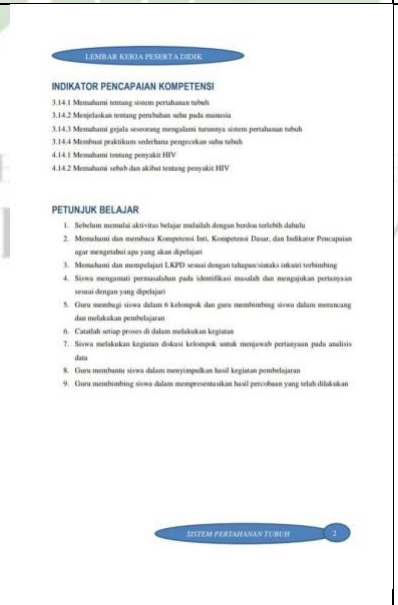 LEMBAR KERJA PESERTA DIDIK
INDIKATOR PENCAPAIAN KOMPETENSI
3.14.1 Memahami tentang sistem pertahanan tubuh
3.14.2 Menjelaskan tentang perubahan suhu pada manusia
3.14.3 Memahami gejala seseorang mengalami turunnya sistem pertahanan tubuh
3.14.4 Membuat praktikum sederhana pengecekan suhu tubuh
4.14.1 Memahami tentang penyakit HIV
4.14.2 Memahami sebab dan akibat tentang penyakit HIV
PETUNJUK BELAJAR
1. Sebelum memulai aktivitas belajar mulailah dengan berdoa terlebih dahulu
2. Memahami dan membaca Kompetensi Inti, Kompetensi Dasar, dan Indikator Pencapaian
agar mengetahui apa yang akan dipelajari
3. Memahami dan mempelajari LKPD sesuai dengan tahapan/sintaks inkuiri terbimbing
4. Siswa mengamati permasalahan pada identifikasi masalah dan mengajukan pertanyaan
sesuai dengan yang dipelajari
5. Guru membagi siswa dalam 6 kelompok dan guru membimbing siswa dalam merancang
dan melakukan pembelajaran
6. Catatlah setiap proses di dalam melakukan kegiatan
7. Siswa melakukan kegiatan diskusi kelompok untuk menjawab pertanyaan pada analisis
data
8. Guru membantu siswa dalam menyimpulkan hasil kegiatan pembelajaran
9. Guru membimbing siswa dalam mempresentasikan hasil percobaan yang telah dilakukan
SISTEM PERTAHANAN TUBUH 2